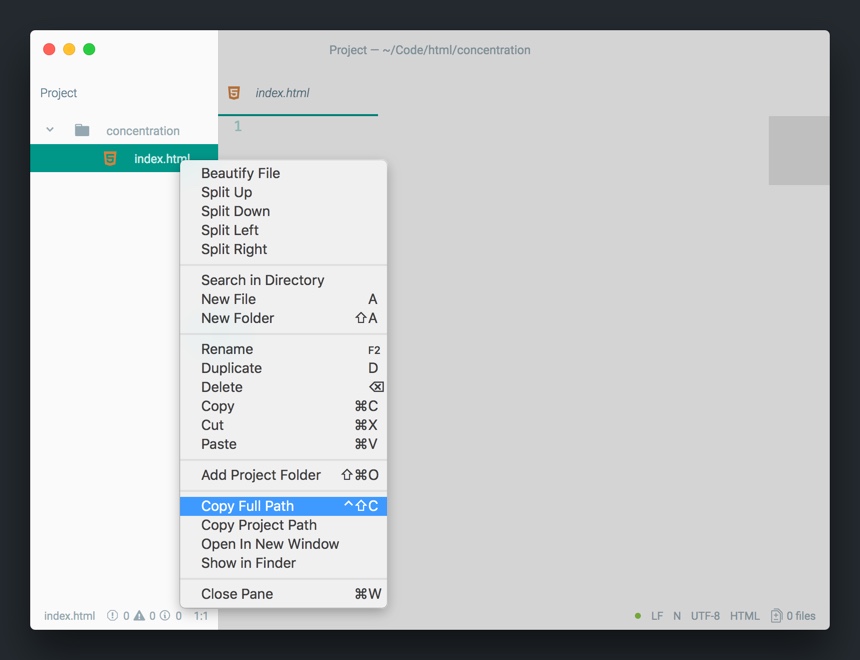 Project — ~/Code/html/concentration
Project
index.html
concentration
1
index.html
Beautify File
Split Up
Split Down
Split Left
Split Right
Search in Directory
New File A
New Folder ⇧A
Rename F2
Duplicate D
Delete ⌫
Copy ⌘C
Cut ⌘X
Paste ⌘V
Add Project Folder ⇧⌘O
Copy Full Path ^⇧C
Copy Project Path
Open In New Window
Show in Finder
Close Pane ⌘W
index.html 0 0 0 1:1 LF N UTF-8 HTML 0 files